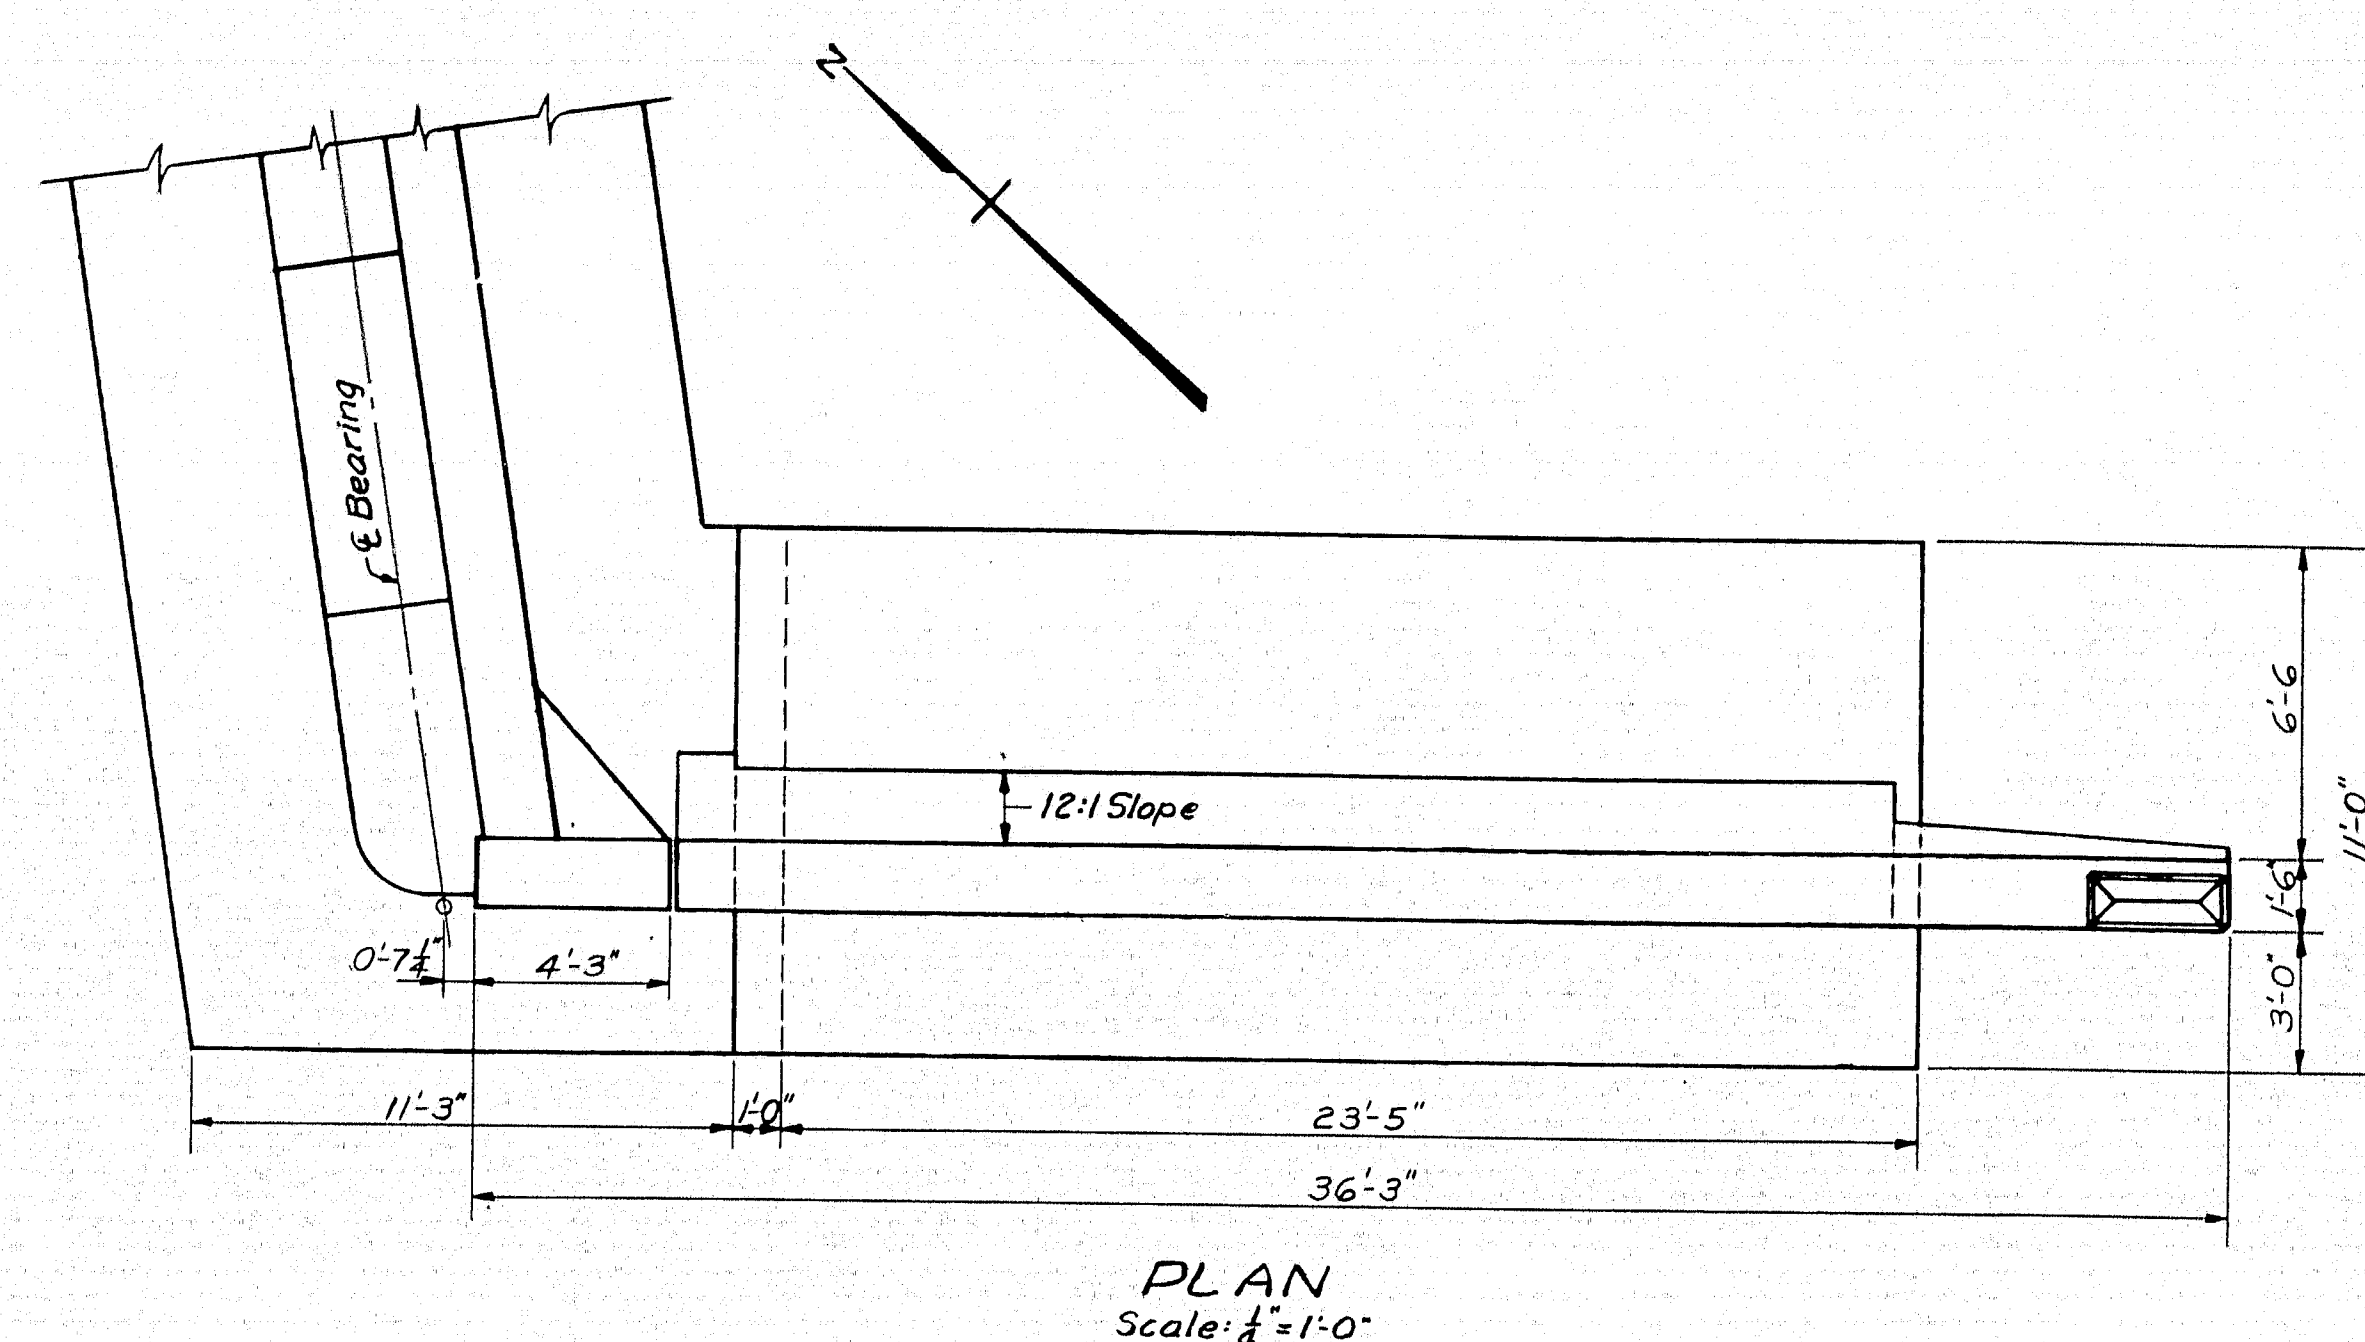 N
℄ Bearing
12:1 Slope
6'-6
11'-0"
1'-6"
3'-0"
0'-7¼"
4'-3"
11'-3"
1'-0"
23'-5"
36'-3"
PLAN
Scale: ¼"=1'-0"